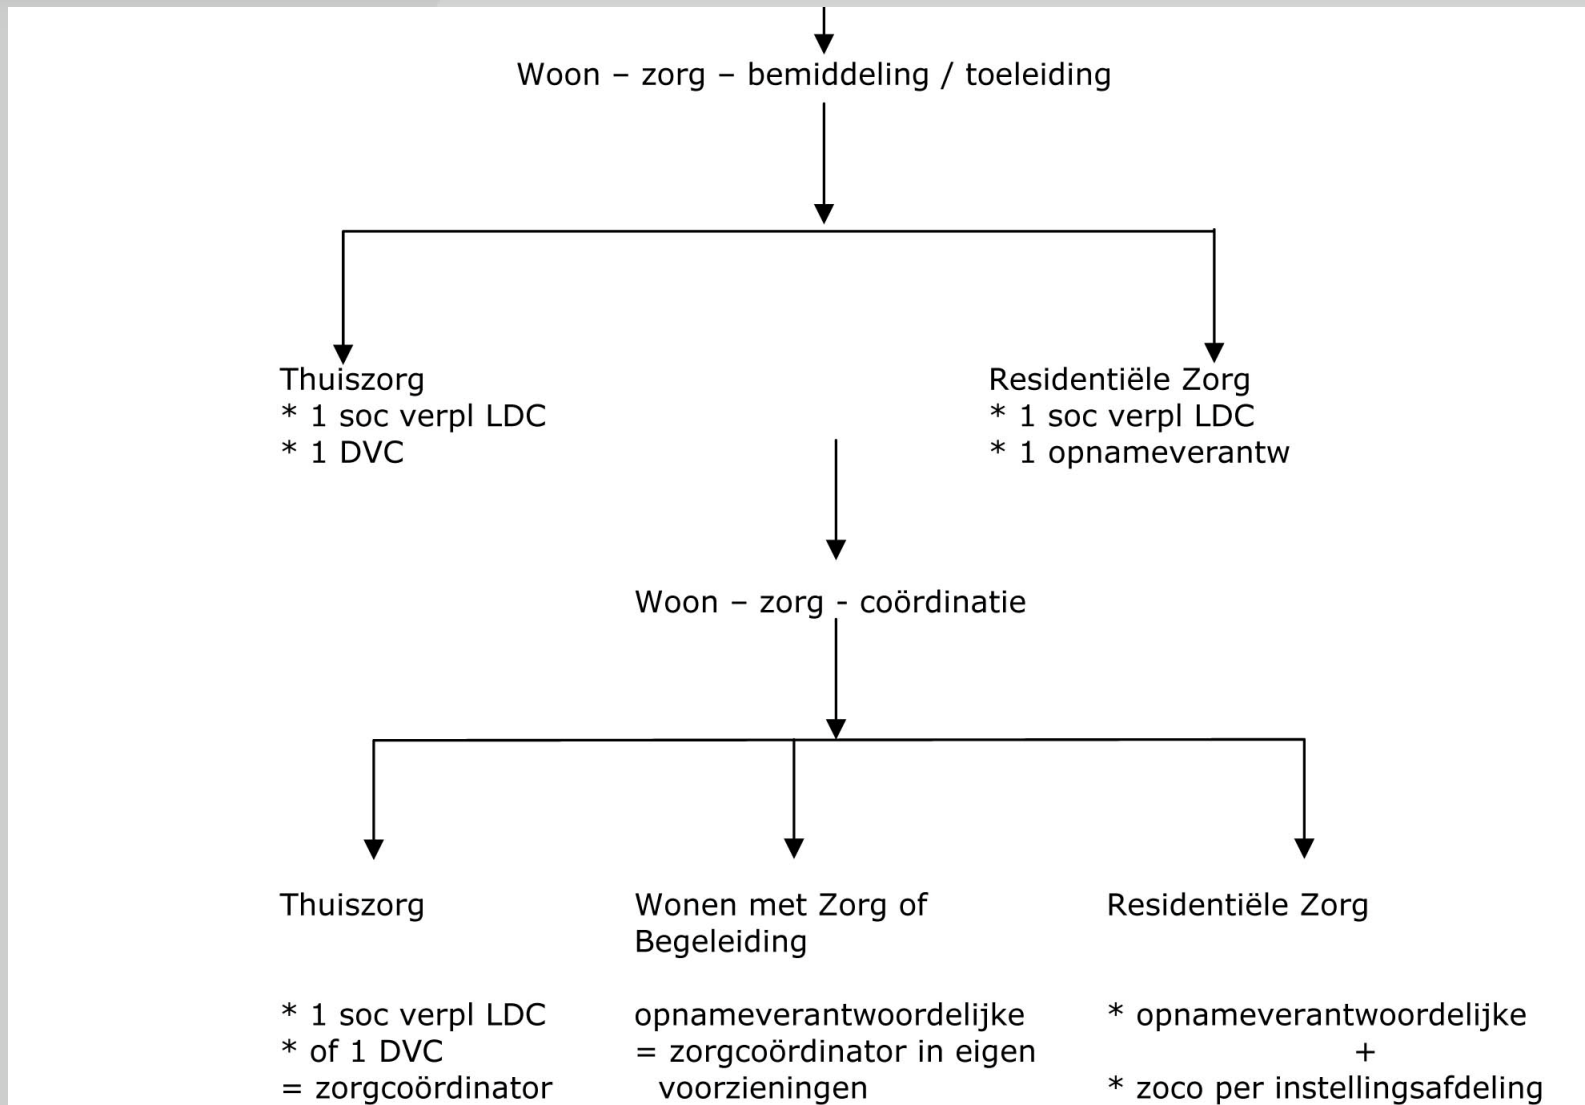 Woon – zorg – bemiddeling / toeleiding
Thuiszorg
* 1 soc verpl LDC
* 1 DVC
Residentiële Zorg
* 1 soc verpl LDC
* 1 opnameverantw
Woon – zorg - coördinatie
Thuiszorg
* 1 soc verpl LDC
* of 1 DVC
= zorgcoördinator
Wonen met Zorg of
Begeleiding
opnameverantwoordelijke
= zorgcoördinator in eigen
voorzieningen
Residentiële Zorg
* opnameverantwoordelijke
+
* zoco per instellingsafdeling